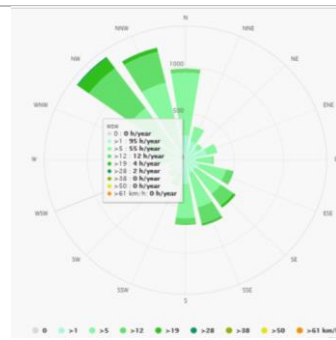 N
NNW
NNE
NW
NE
1000
WNW
ENE
500
WSW
0 : 0 h/year
>1 : 95 h/year
>5 : 55 h/year
>12 : 12 h/year
>19 : 4 h/year
>28 : 2 h/year
>38 : 0 h/year
>50 : 0 h/year
>61 km/h: 0 h/year
W
WSW
ESE
SW
SE
SSW
SSE
S
0 >1 >5 >12 >19 >28 >38 >50 >61 km/h